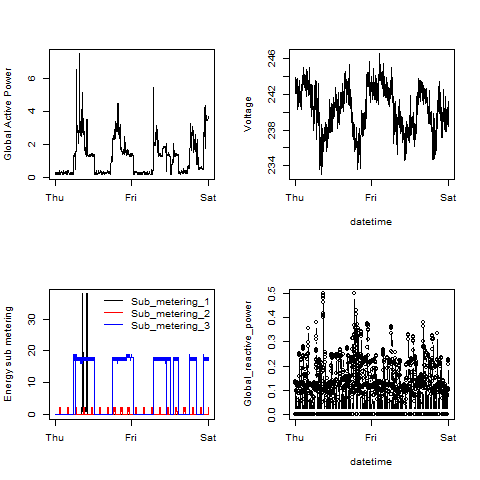 Global Active Power
0 2 4 6
Thu Fri Sat
Voltage
234 238 242 246
Thu Fri Sat
datetime
Energy sub metering
0 10 20 30
Sub_metering_1
Sub_metering_2
Sub_metering_3
Thu Fri Sat
Global_reactive_power
0.0 0.1 0.2 0.3 0.4 0.5
Thu Fri Sat
datetime